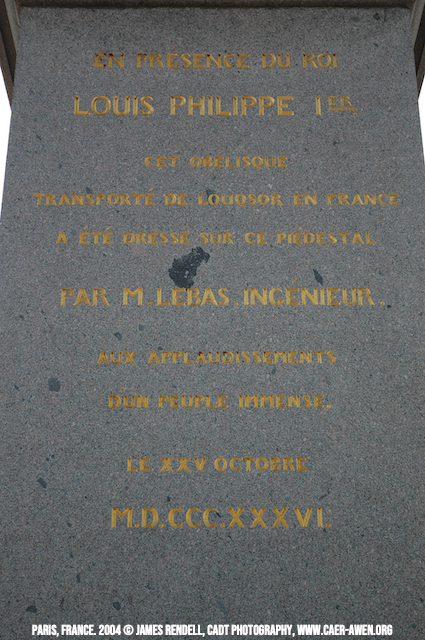 EN PRESENCE DU ROI
LOUIS PHILIPPE IER.
CET OBELISQUE
TRANSPORTÉ DE LOUQSOR EN FRANCE
A ÉTÉ DRESSÉ SUR CE PIÉDESTAL
PAR M LEBAS, INGÉNIEUR.
AUX APPLAUDISSEMENTS
D'UN PEUPLE IMMENSE.
LE XXV OCTOBRE
M.D.CCC.XXXVI.
PARIS, FRANCE. 2004 © JAMES RENDELL, CADT PHOTOGRAPHY, WWW.CAER-AWEN.ORG